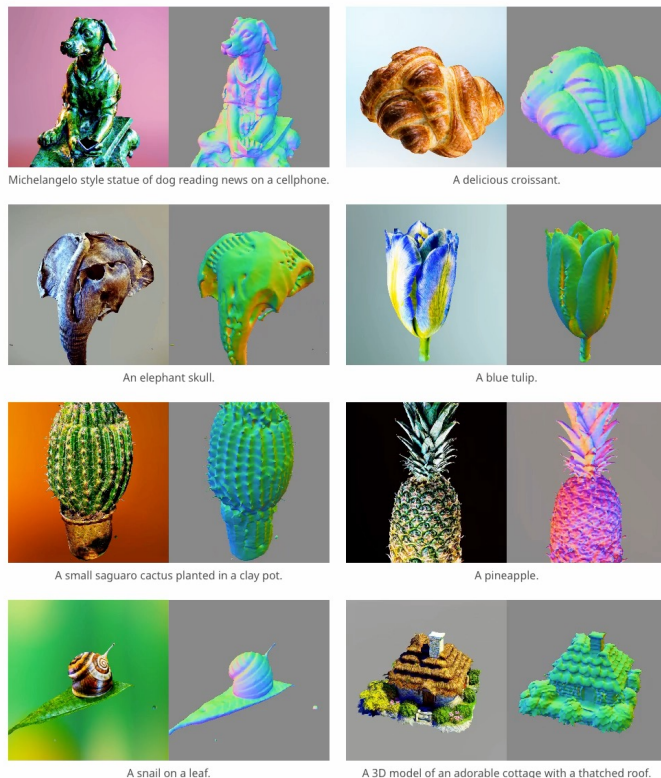 Michelangelo style statue of dog reading news on a cellphone.
A delicious croissant.
An elephant skull.
A blue tulip.
A small saguaro cactus planted in a clay pot.
A pineapple.
A snail on a leaf.
A 3D model of an adorable cottage with a thatched roof.